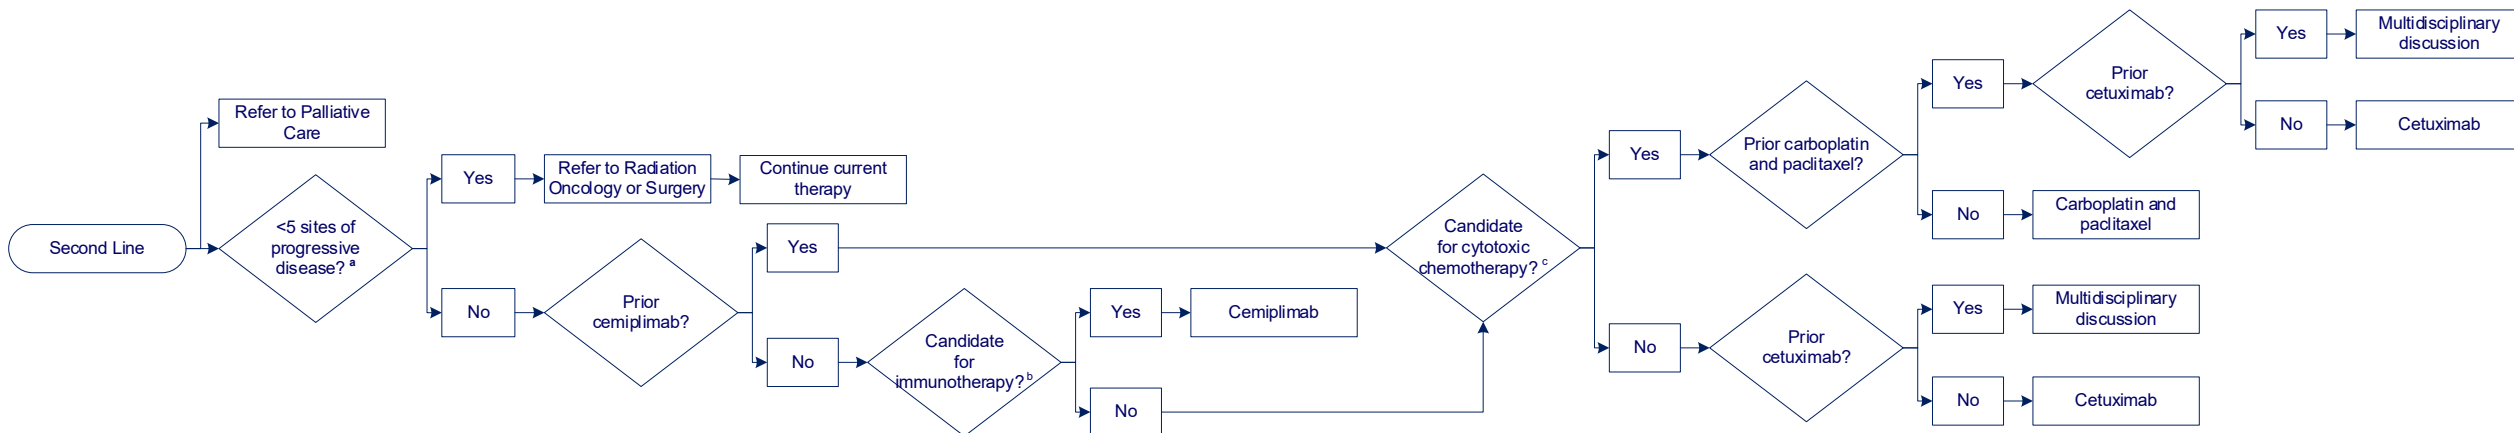 Second Line
Refer to Palliative
Care
<5 sites of
progressive
disease? a
Yes
Refer to Radiation
Oncology or Surgery
Continue current
therapy
No
Prior
cemiplimab?
Yes
No
Candidate
for
immunotherapy? b
Yes
Cemiplimab
No
Candidate
for cytotoxic
chemotherapy? c
Yes
Prior carboplatin
and paclitaxel?
Yes
Prior
cetuximab?
Yes
Multidisciplinary
discussion
No
Cetuximab
No
Carboplatin and
paclitaxel
No
Prior
cetuximab?
Yes
Multidisciplinary
discussion
No
Cetuximab